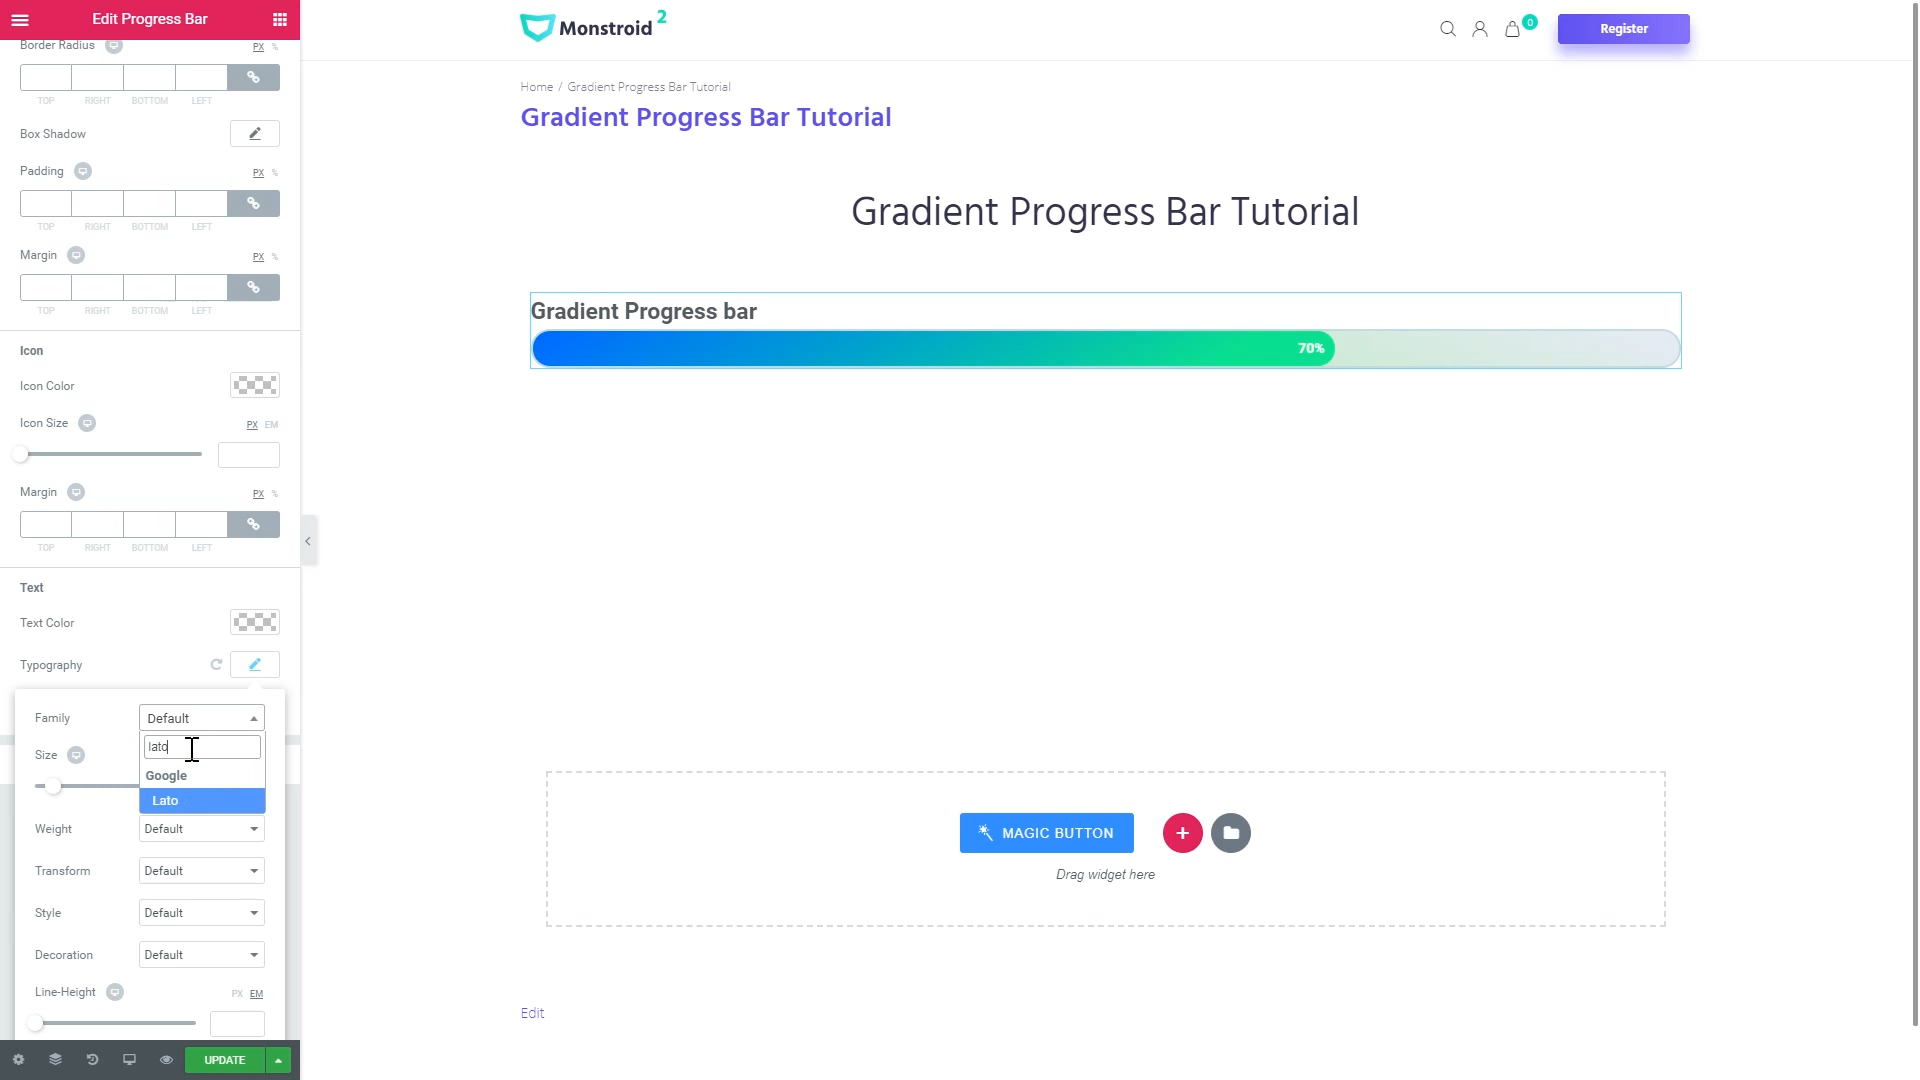 Edit Progress Bar
Border Radius
PX %
TOP RIGHT BOTTOM LEFT
Box Shadow
Padding
PX %
TOP RIGHT BOTTOM LEFT
Margin
PX %
TOP RIGHT BOTTOM LEFT
Icon
Icon Color
Icon Size
PX EM
Margin
PX %
TOP RIGHT BOTTOM LEFT
Text
Text Color
Typography
Family
Default
lato
Size
Google
Lato
Weight
Default
Transform
Default
Style
Default
Decoration
Default
Line-Height
PX EM
UPDATE
Monstroid 2
0
Register
Home / Gradient Progress Bar Tutorial
Gradient Progress Bar Tutorial
Gradient Progress Bar Tutorial
Gradient Progress bar
70%
MAGIC BUTTON
Drag widget here
Edit